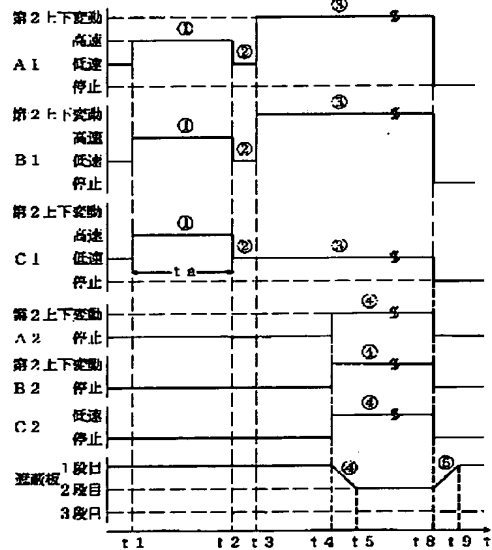 第2上下変動 ③
高速 ①
A1 低速 ②
停止
第2上下変動 ③
高速 ①
B1 低速 ②
停止
第2上下変動
高速 ①
C1 低速 ② ③
停止 ta
第2上下変動 ④
A2 停止
第2上下変動 ④
B2 停止
C2 低速 ④
停止
遮蔽板 1段目 ④ ⑤
2段目
3段目
t1 t2 t3 t4 t5 t8 t9 t